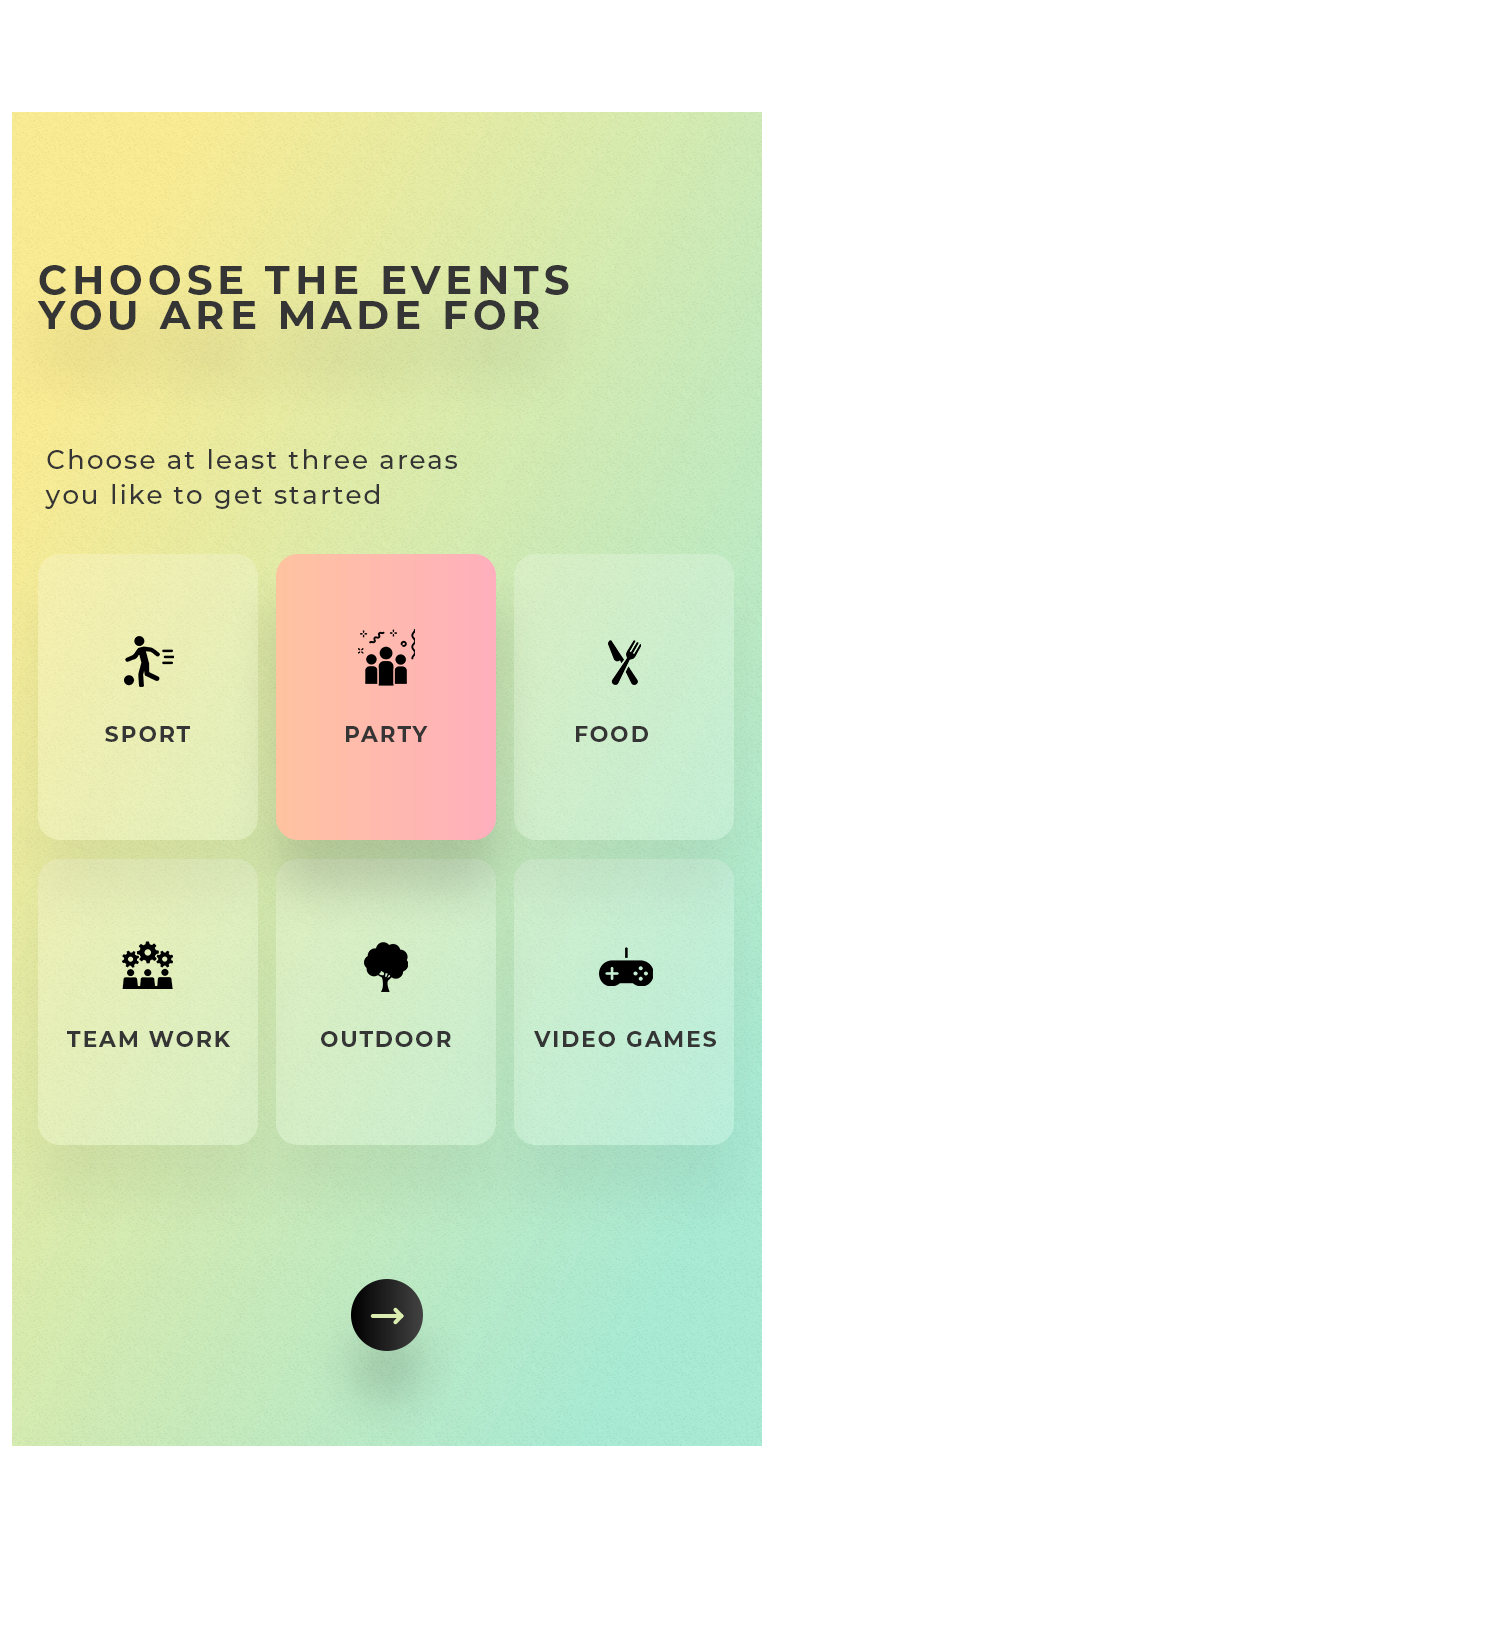 CHOOSE THE EVENTS
YOU ARE MADE FOR
Choose at least three areas
you like to get started
SPORT
PARTY
FOOD
TEAM WORK
OUTDOOR
VIDEO GAMES